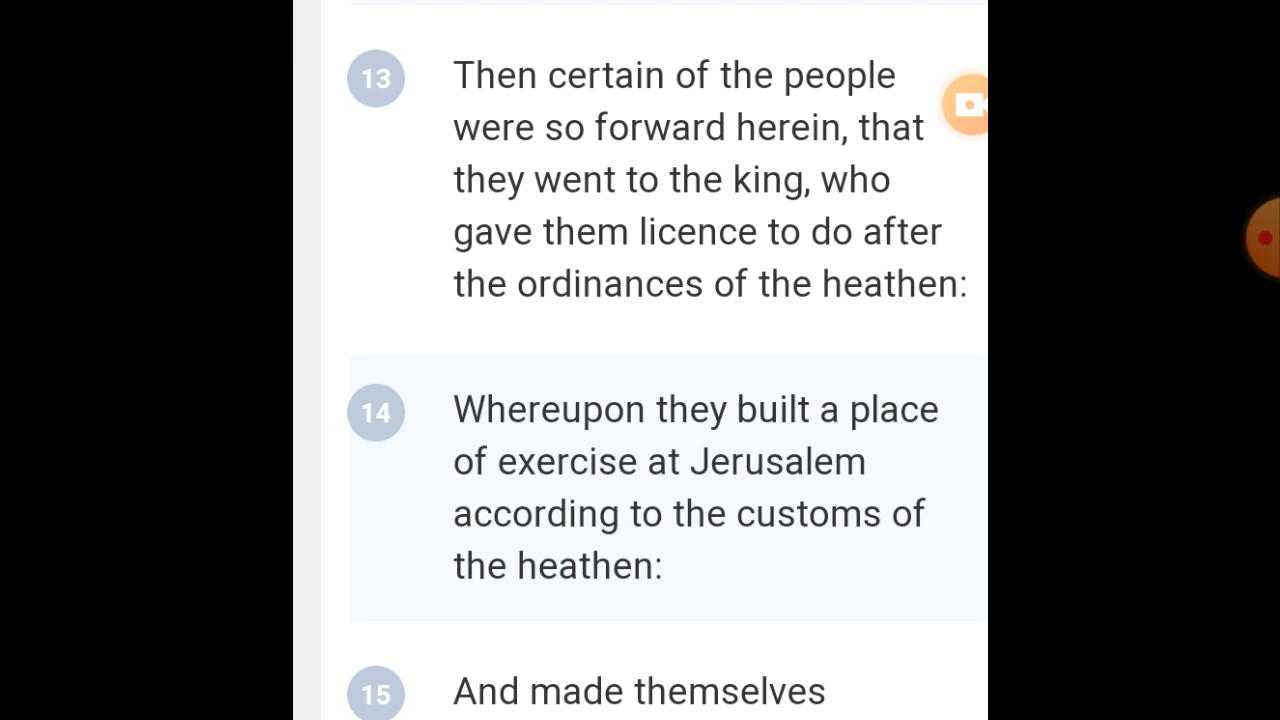 13 Then certain of the people
were so forward herein, that
they went to the king, who
gave them licence to do after
the ordinances of the heathen:
14 Whereupon they built a place
of exercise at Jerusalem
according to the customs of
the heathen:
15 And made themselves